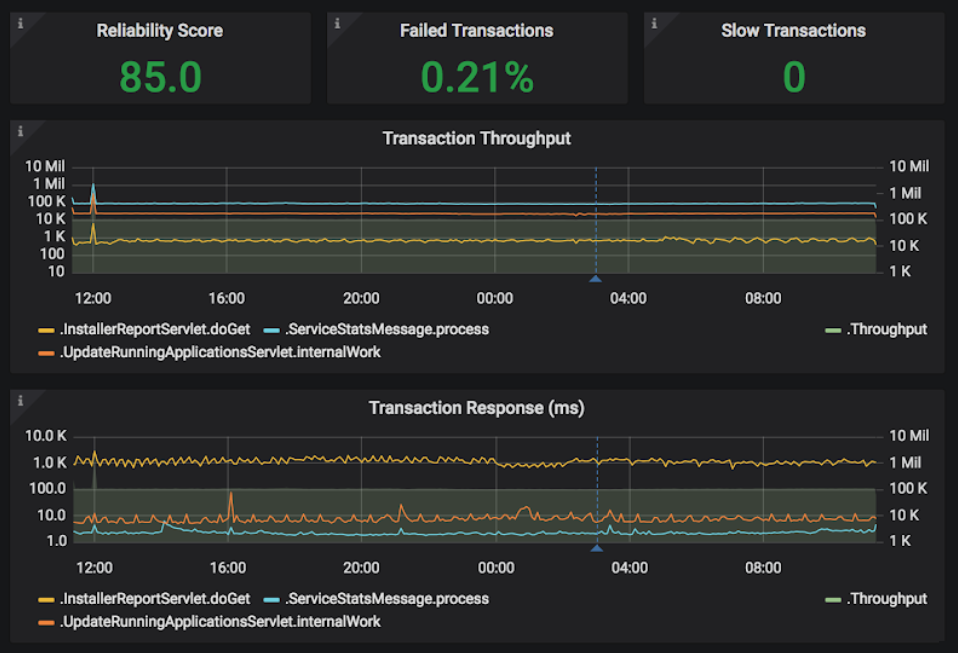 Reliability Score
85.0
Failed Transactions
0.21%
Slow Transactions
0
Transaction Throughput
10 Mil
1 Mil
100 K
10 K
1 K
100
10
10 Mil
1 Mil
100 K
10 K
1 K
12:00 16:00 20:00 00:00 04:00 08:00
.InstallerReportServlet.doGet .ServiceStatsMessage.process .Throughput
.UpdateRunningApplicationsServlet.internalWork
Transaction Response (ms)
10.0 K
1.0 K
100.0
10.0
1.0
10 Mil
1 Mil
100 K
10 K
1 K
12:00 16:00 20:00 00:00 04:00 08:00
.InstallerReportServlet.doGet .ServiceStatsMessage.process .Throughput
.UpdateRunningApplicationsServlet.internalWork